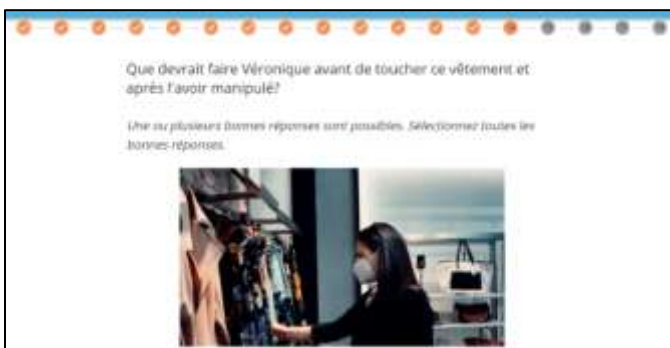 Que devrait faire Véronique avant de toucher ce vêtement et
après l'avoir manipulé?
Une ou plusieurs bonnes réponses sont possibles. Sélectionnez toutes les
bonnes réponses.